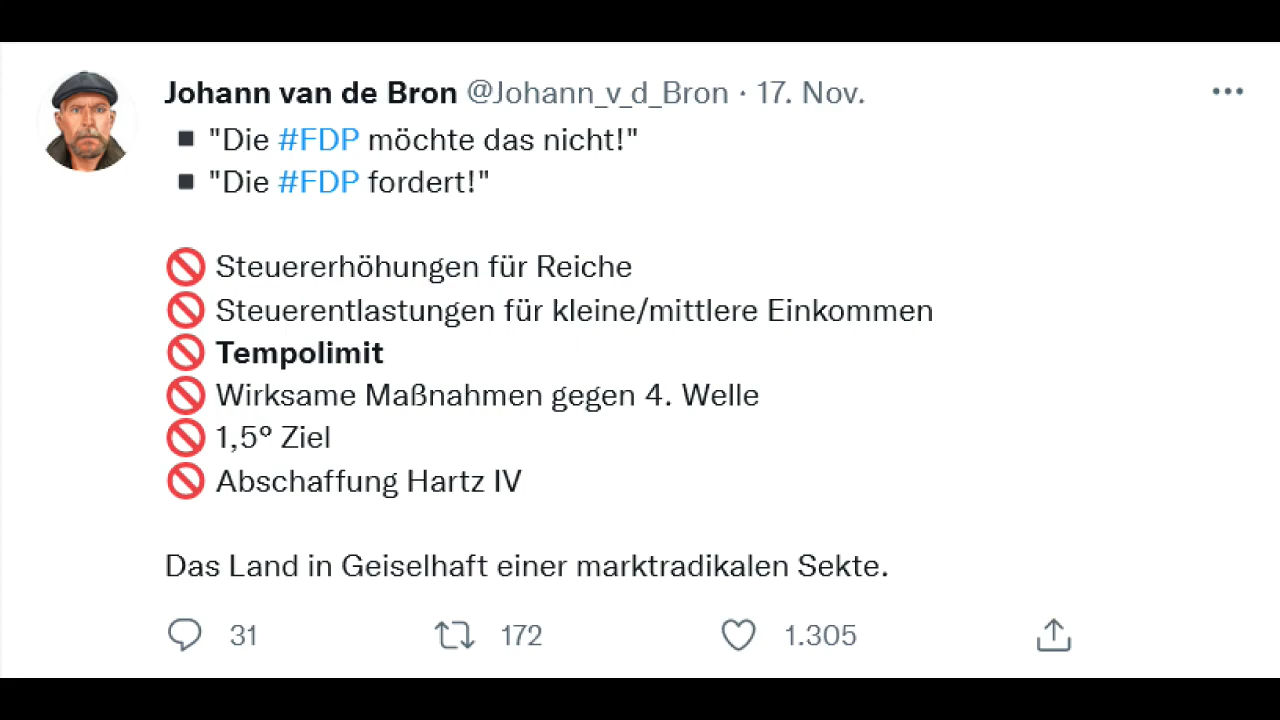 Johann van de Bron @Johann_v_d_Bron · 17. Nov.
▪ "Die #FDP möchte das nicht!"
▪ "Die #FDP fordert!"
🚫 Steuererhöhungen für Reiche
🚫 Steuerentlastungen für kleine/mittlere Einkommen
🚫 Tempolimit
🚫 Wirksame Maßnahmen gegen 4. Welle
🚫 1,5º Ziel
🚫 Abschaffung Hartz IV
Das Land in Geiselhaft einer marktradikalen Sekte.
31 172 1.305